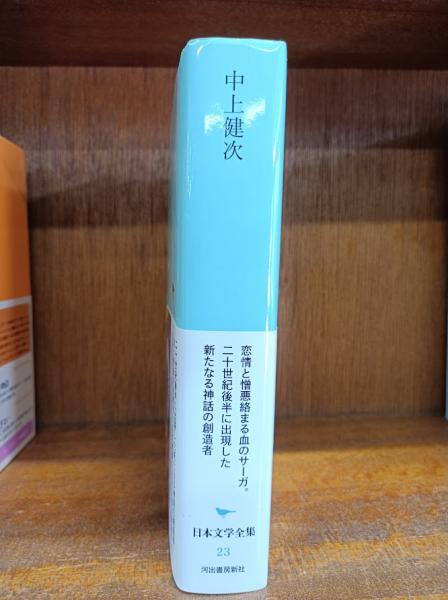 中上健次
恋情と憎悪絡まる血のサーガ。
二十世紀後半に出現した
新たなる神話の創造者
日本文学全集
23
河出書房新社